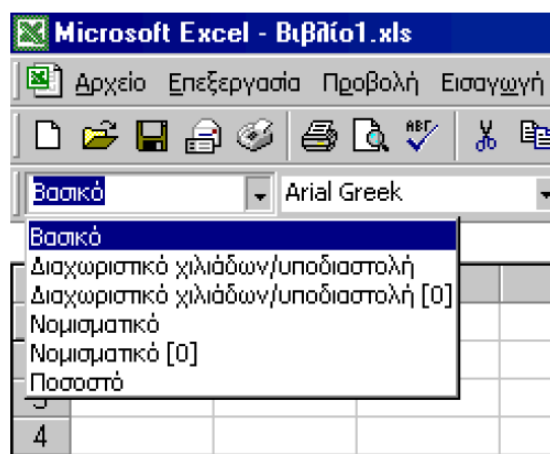 Microsoft Excel - Βιβλίο1.xls
Αρχείο Επεξεργασία Προβολή Εισαγωγή
ABΓ
Βασικό Arial Greek
Βασικό
Διαχωριστικό χιλιάδων/υποδιαστολή
Διαχωριστικό χιλιάδων/υποδιαστολή [0]
Νομισματικό
Νομισματικό [0]
Ποσοστό
4